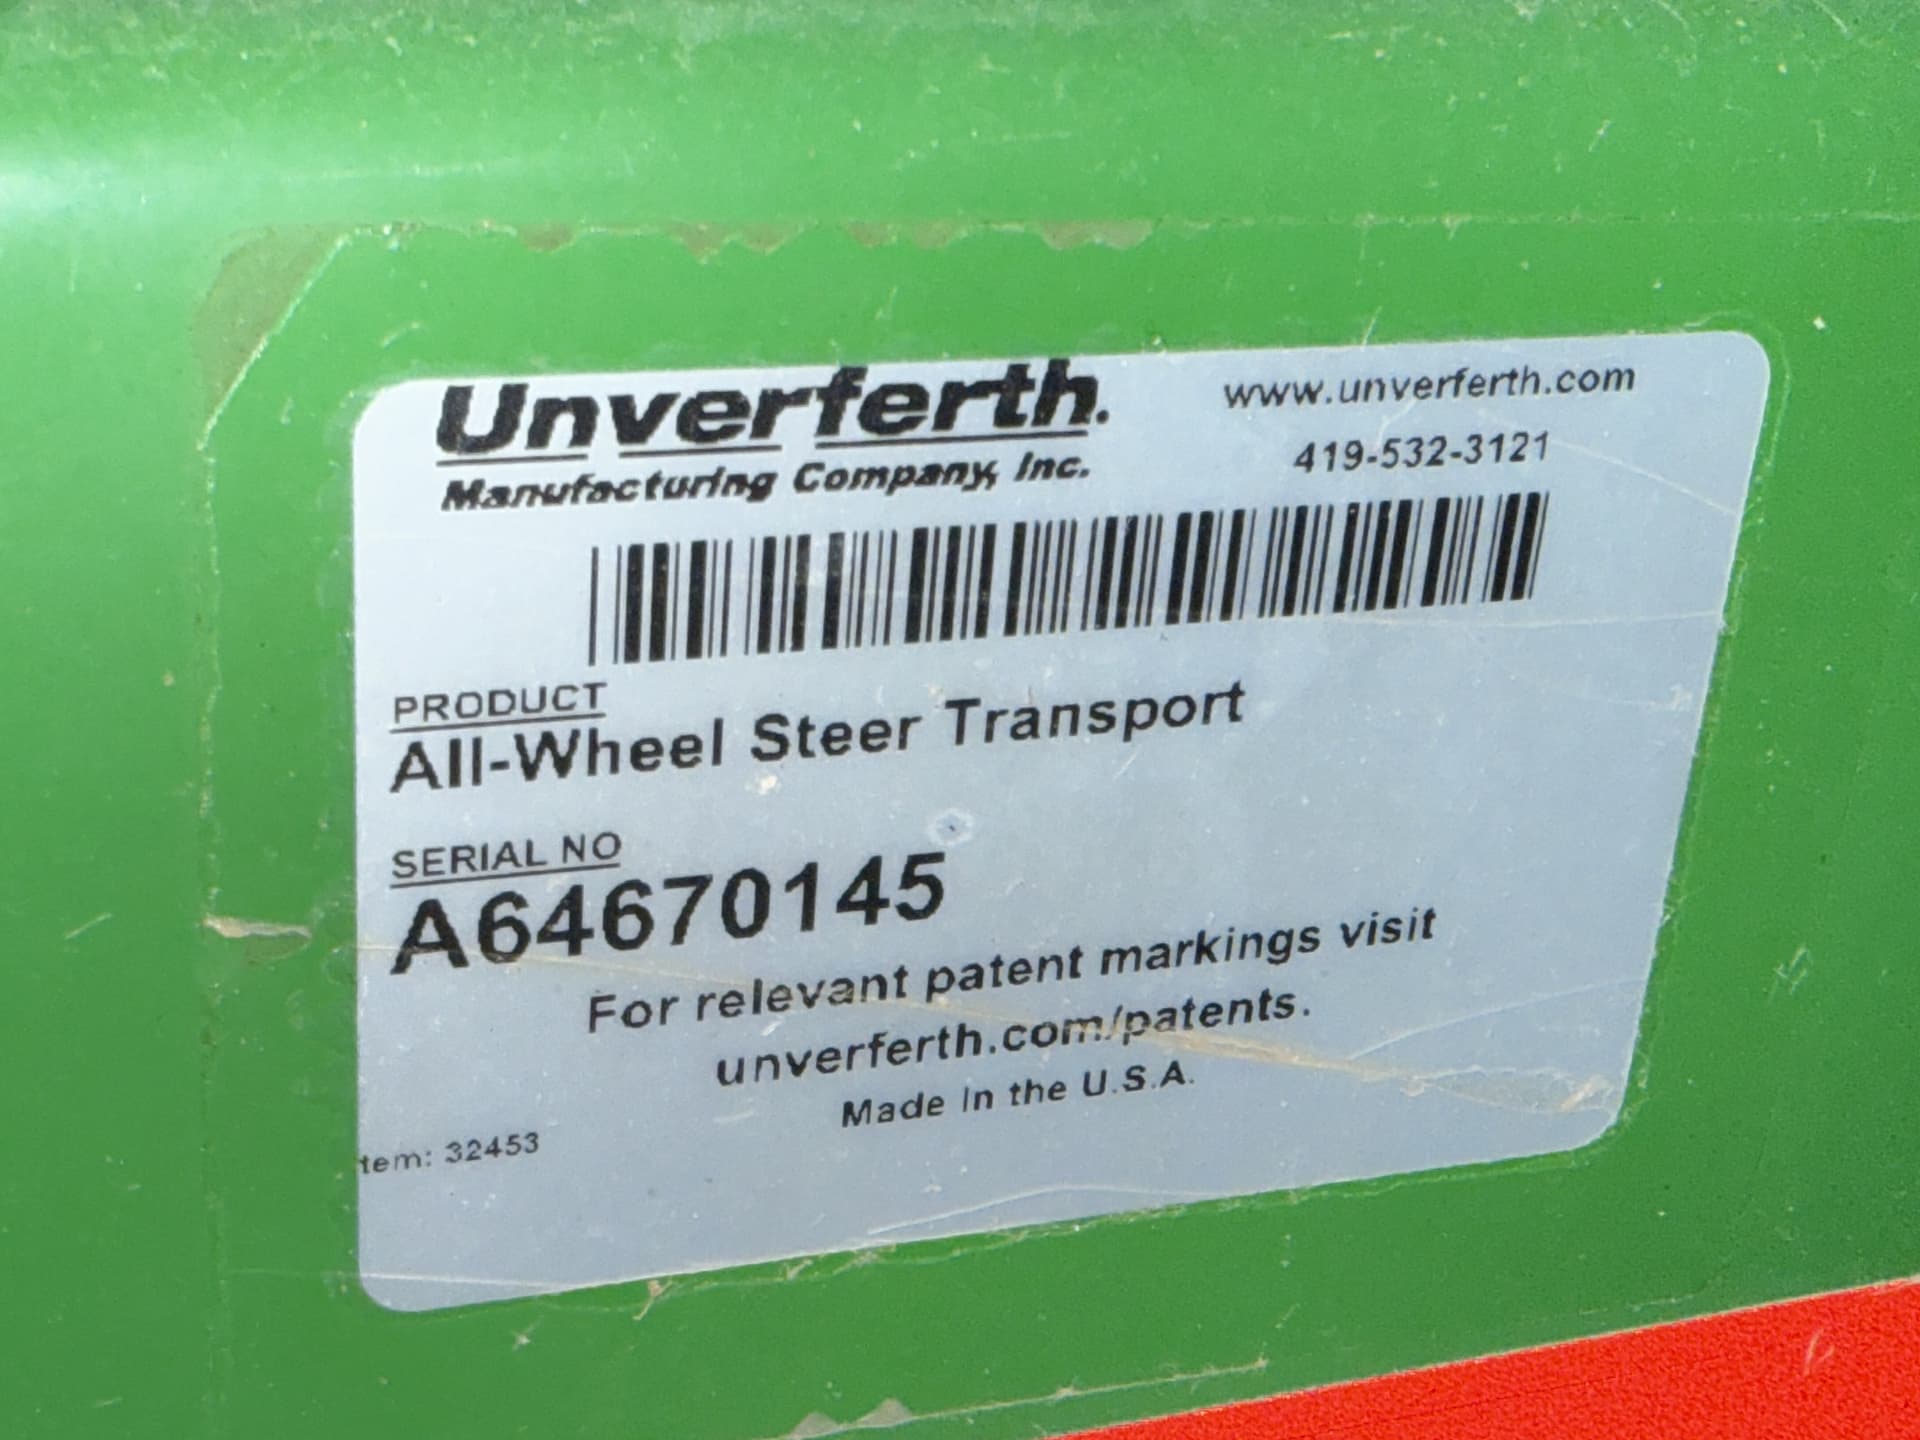 Unverferth.
Manufacturing Company, Inc.
www.unverferth.com
419-532-3121
PRODUCT
All-Wheel Steer Transport
SERIAL NO
A64670145
For relevant patent markings visit
unverferth.com/patents.
Made in the U.S.A.
tem: 32453